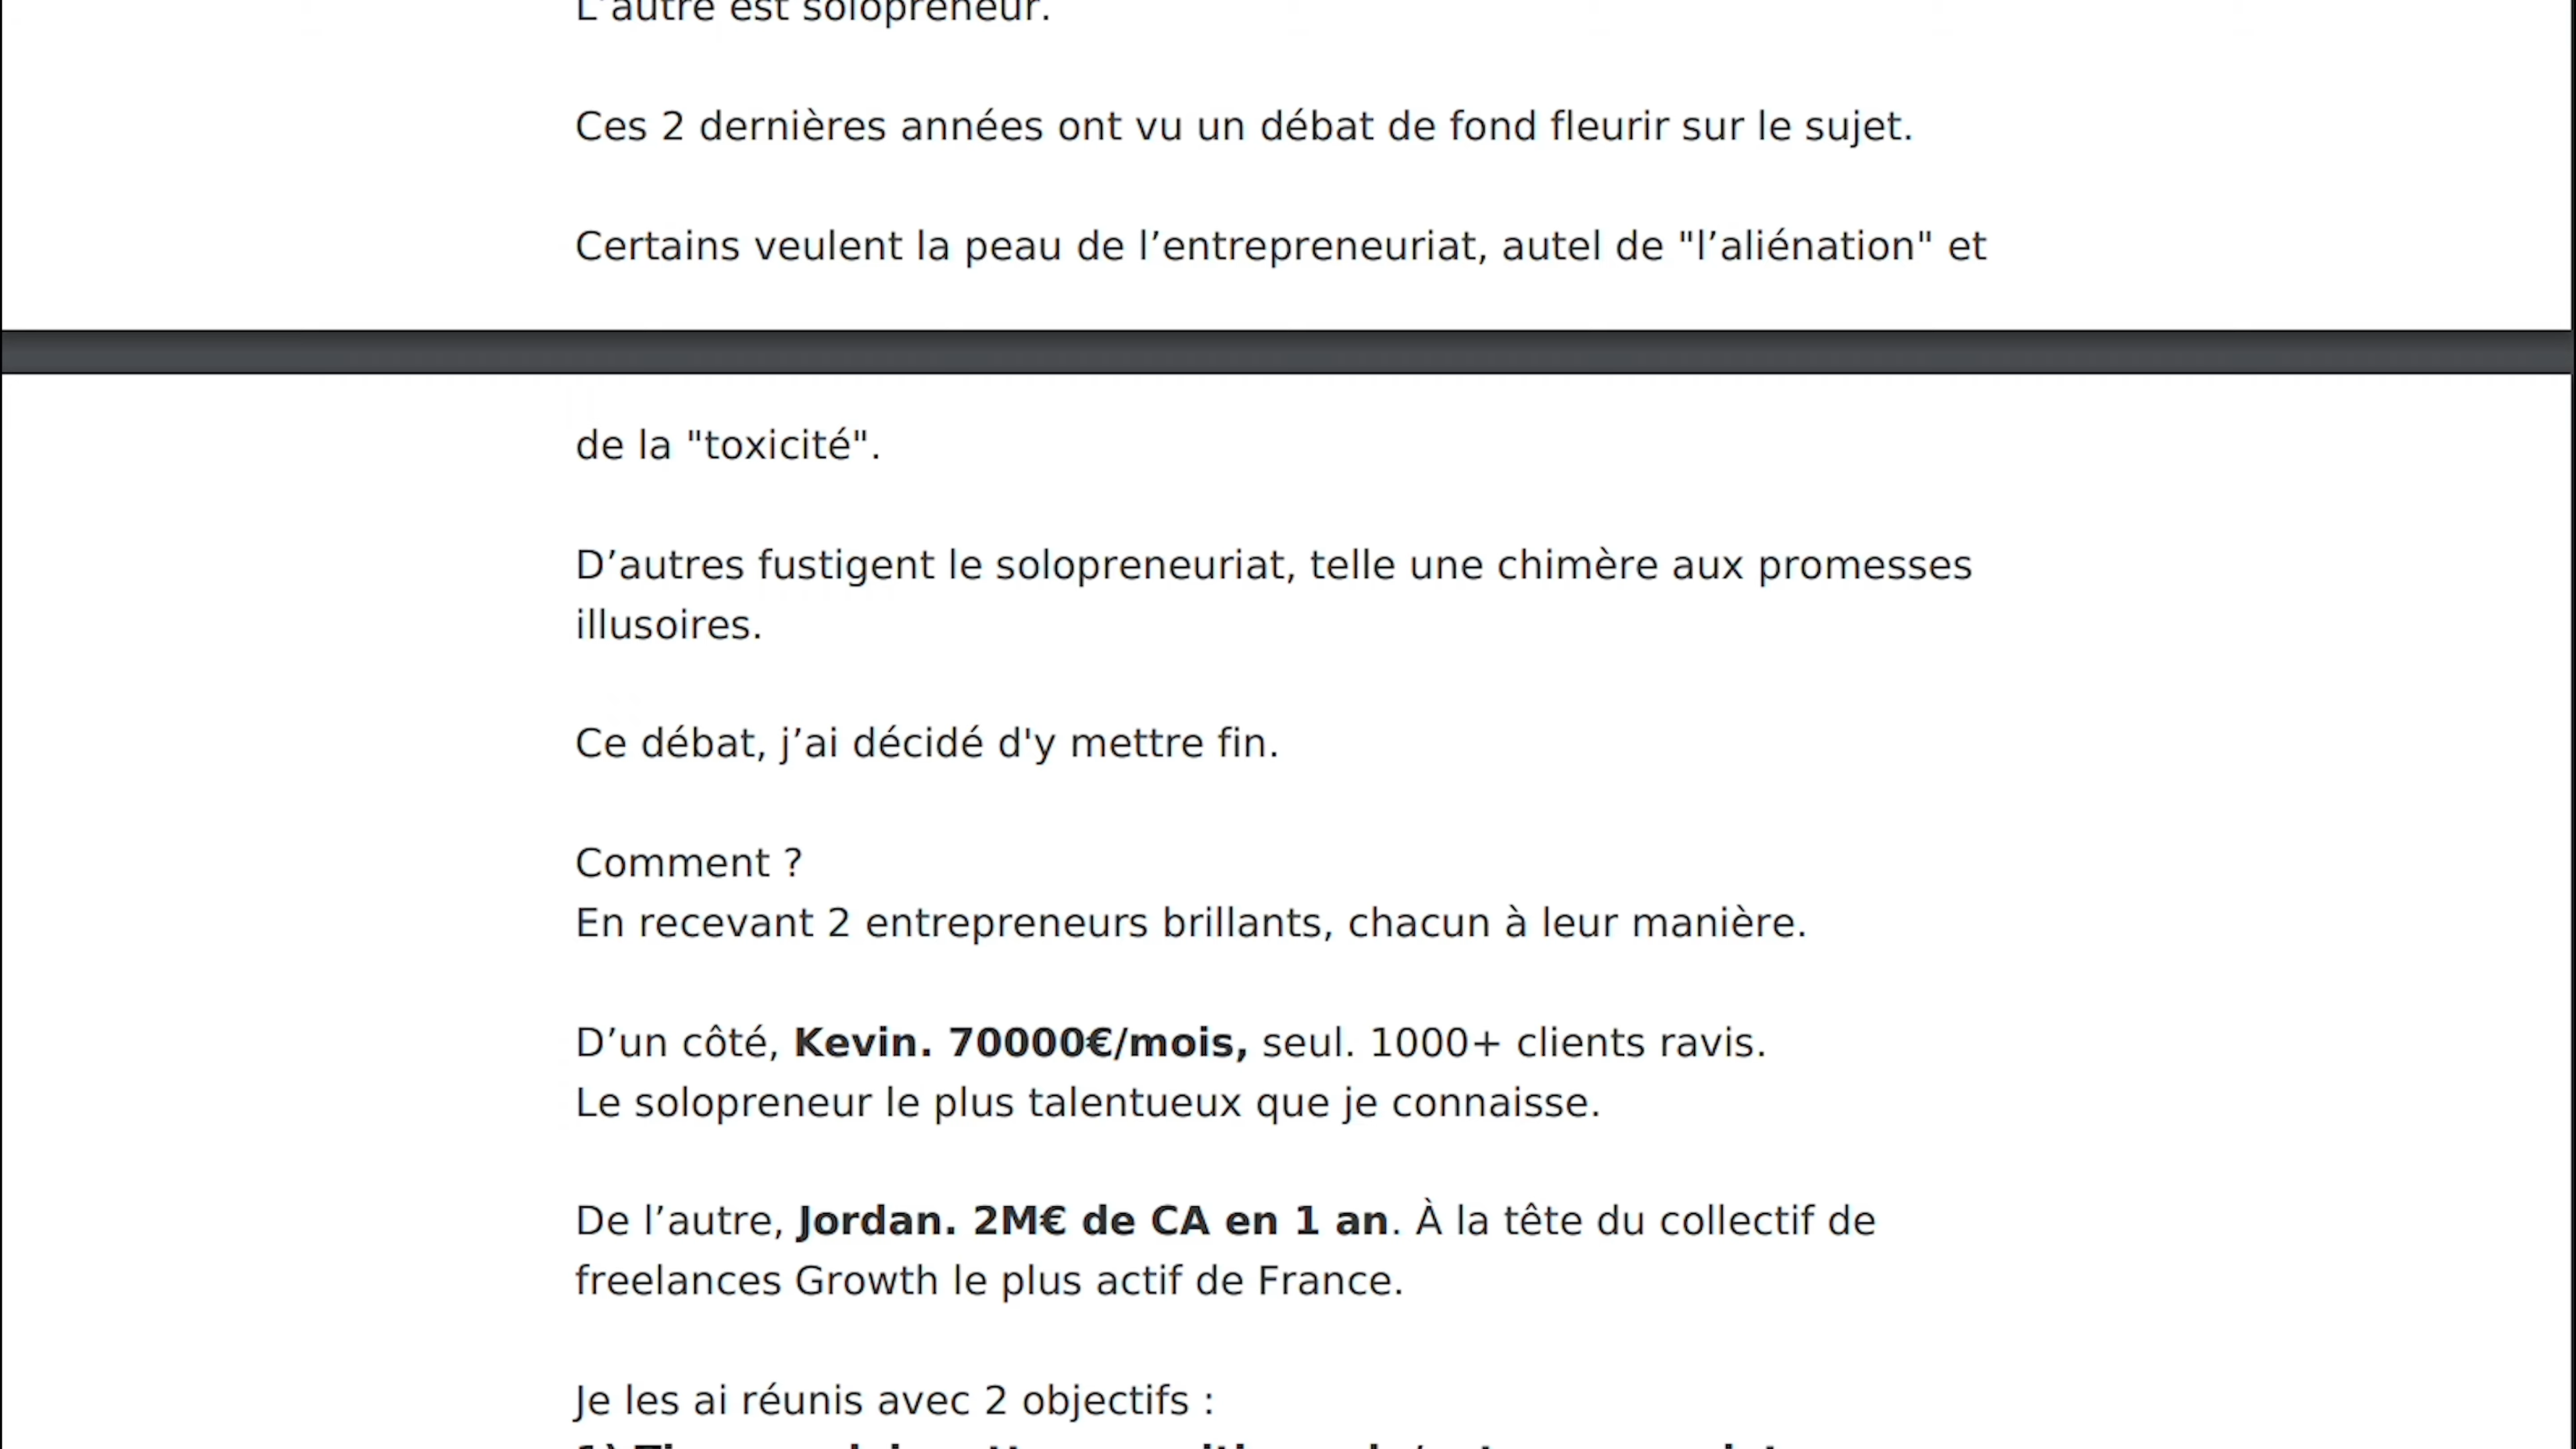 L’autre est solopreneur.
Ces 2 dernières années ont vu un débat de fond fleurir sur le sujet.
Certains veulent la peau de l’entrepreneuriat, autel de "l’aliénation" et
de la "toxicité".
D’autres fustigent le solopreneuriat, telle une chimère aux promesses
illusoires.
Ce débat, j’ai décidé d'y mettre fin.
Comment ?
En recevant 2 entrepreneurs brillants, chacun à leur manière.
D’un côté, Kevin. 70000€/mois, seul. 1000+ clients ravis.
Le solopreneur le plus talentueux que je connaisse.
De l’autre, Jordan. 2M€ de CA en 1 an. À la tête du collectif de
freelances Growth le plus actif de France.
Je les ai réunis avec 2 objectifs :